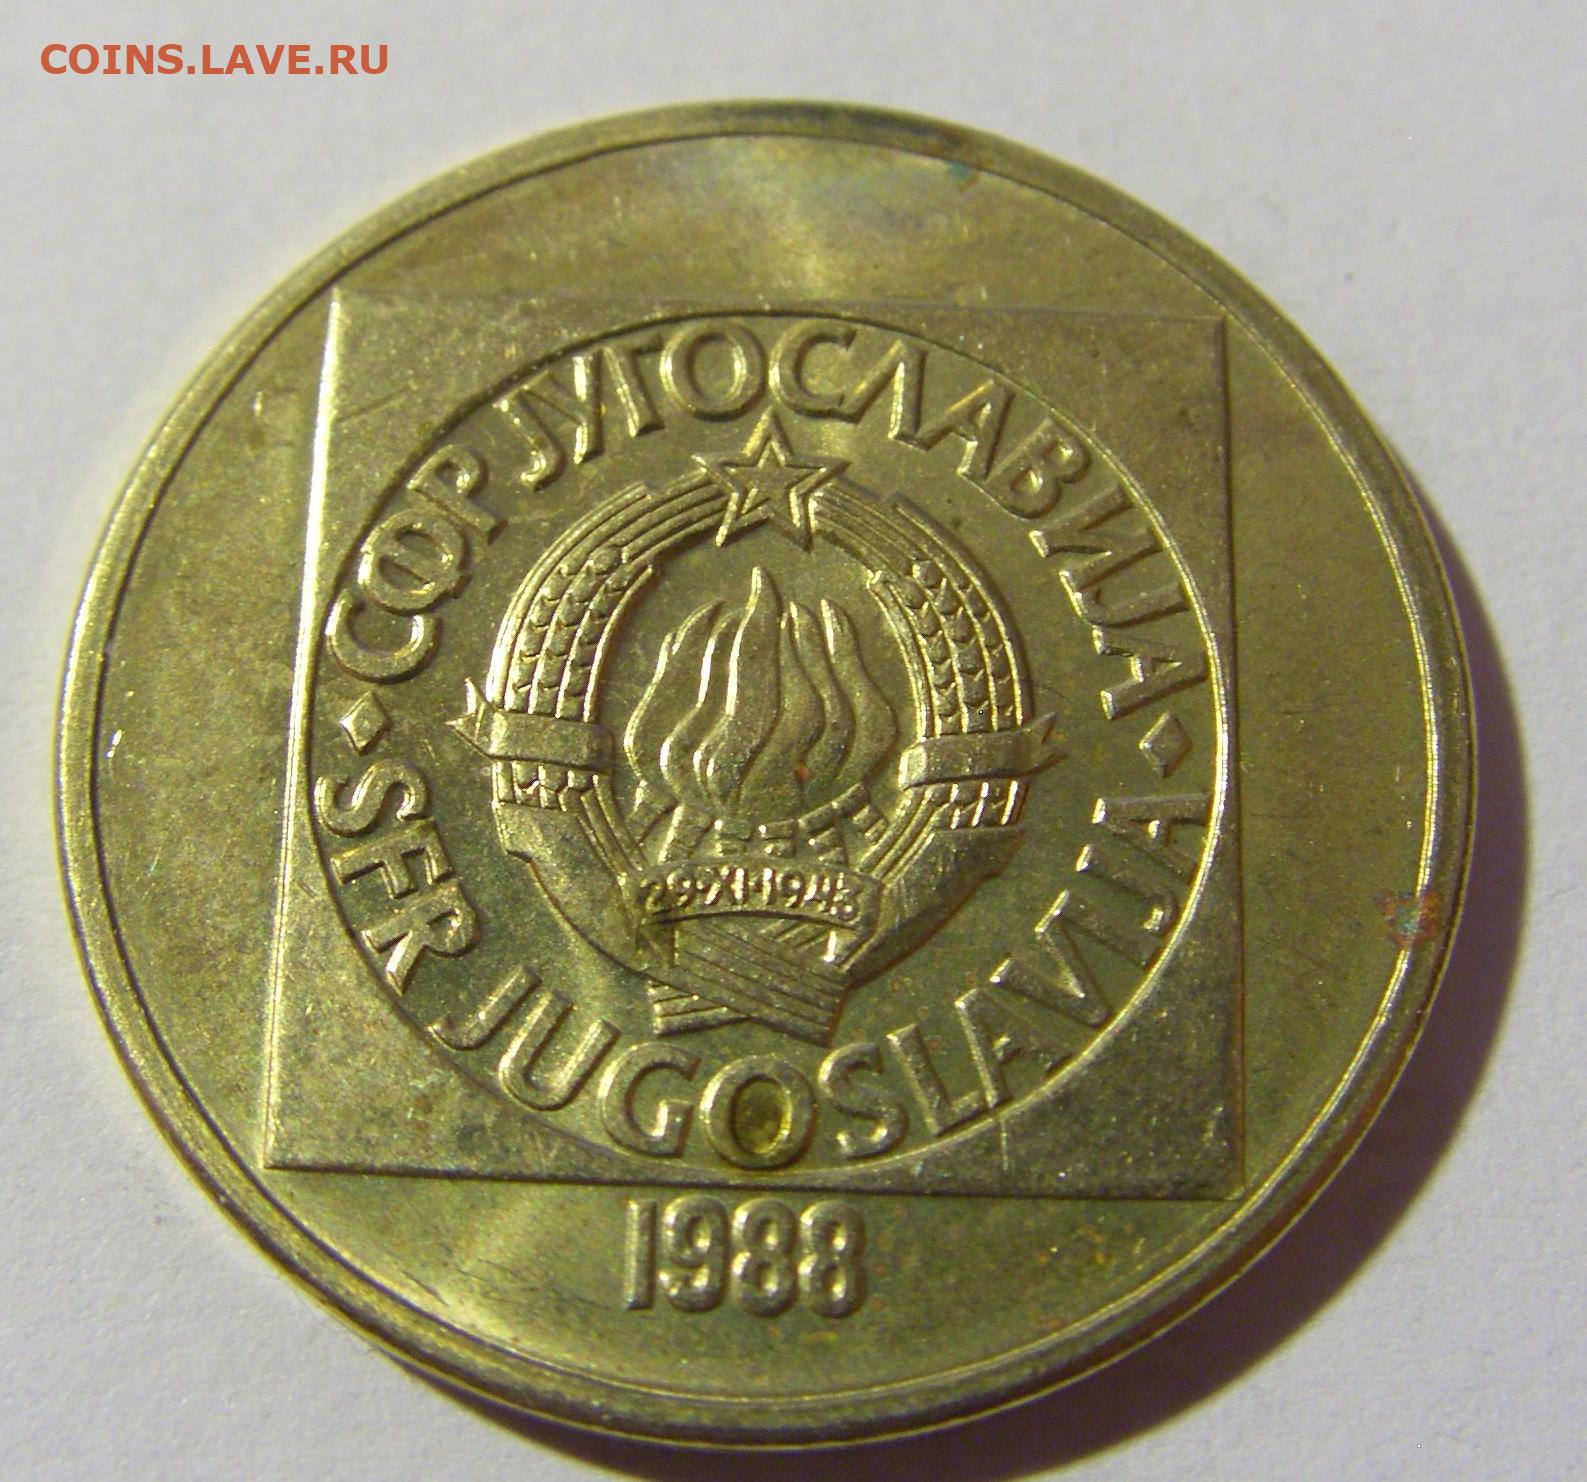 COINS.LAVE.RU
СФР ЈУГОСЛАВИЈА
SFR JUGOSLAVIJA
29·XI·1943
1988